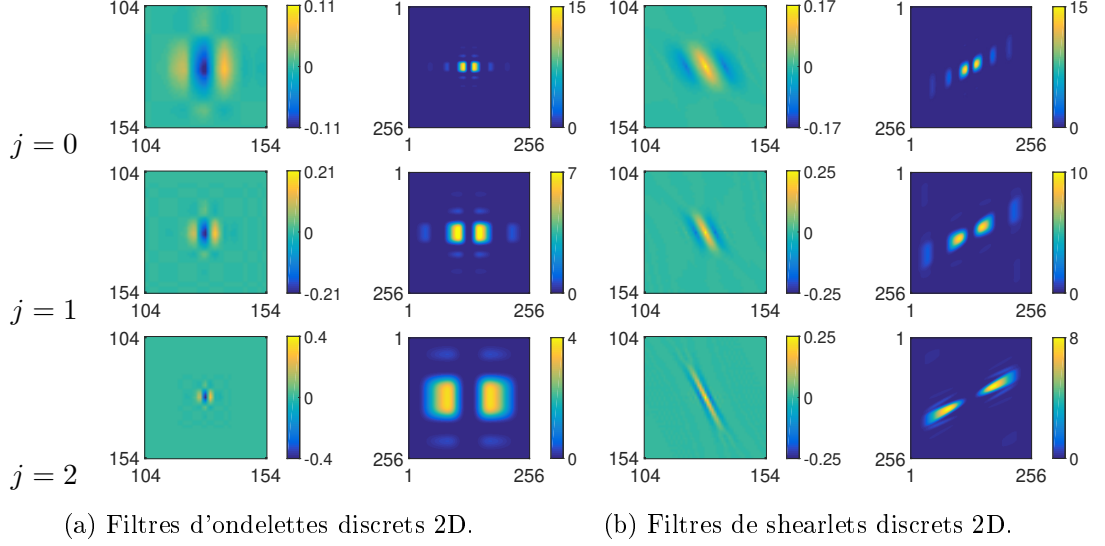 104 0.11 1 15 104 0.17 1 15
0 0
154 -0.11 256 0 154 -0.17 256 0
j = 0
104 154 1 256 104 154 1 256
104 0.21 1 7 104 0.25 1 10
0 0
154 -0.21 256 0 154 -0.25 256 0
j = 1
104 154 1 256 104 154 1 256
104 0.4 1 4 104 0.25 1 8
0 0
154 -0.4 256 0 154 -0.25 256 0
j = 2
104 154 1 256 104 154 1 256
(a) Filtres d'ondelettes discrets 2D. (b) Filtres de shearlets discrets 2D.